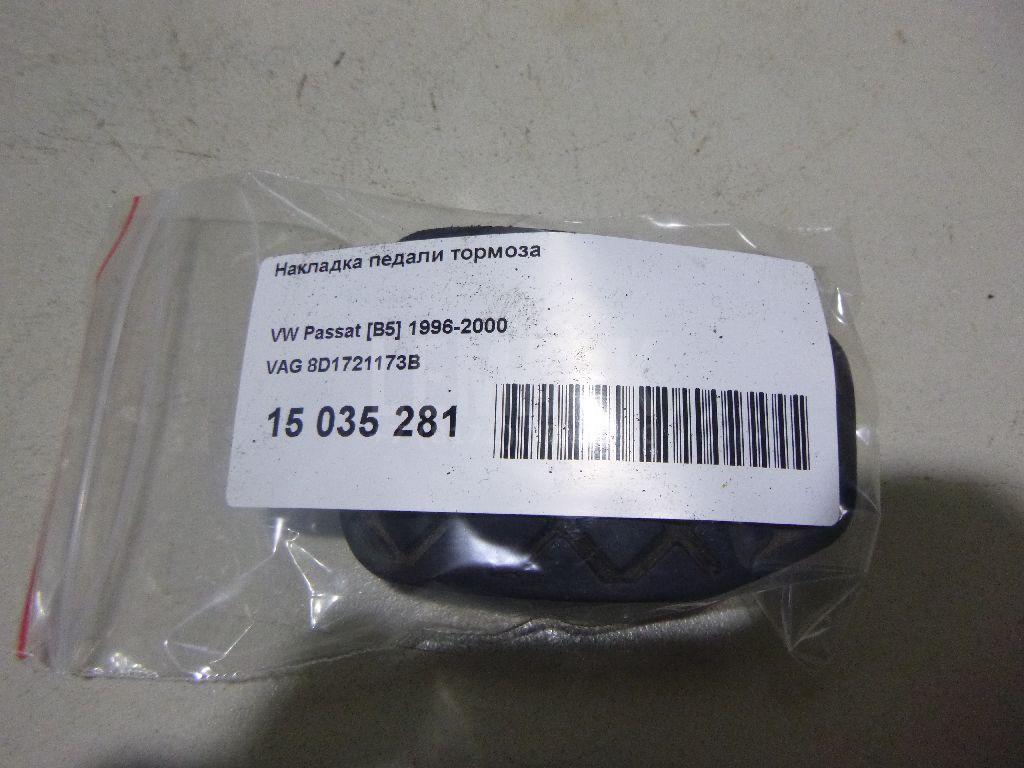 Накладка педали тормоза
VW Passat [B5] 1996-2000
VAG 8D1721173B
15 035 281